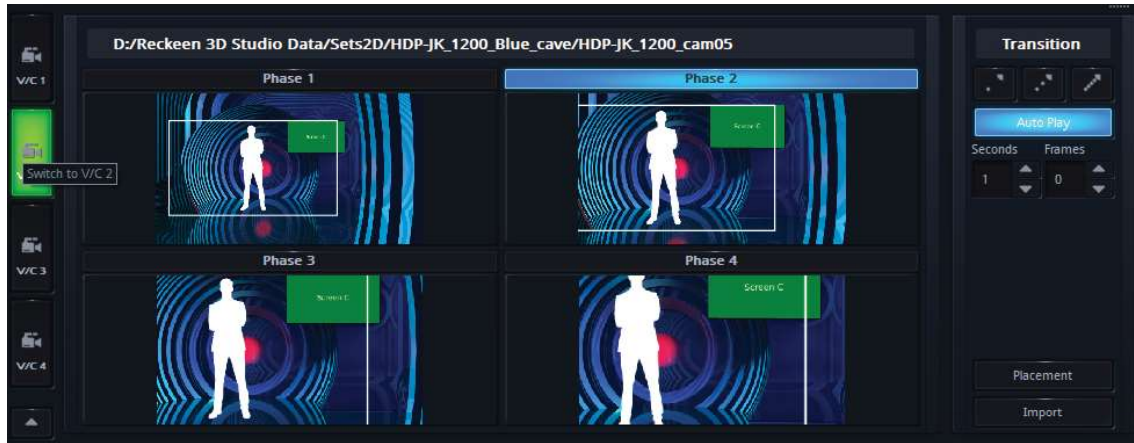 D:/Reckeen 3D Studio Data/Sets2D/HDP-JK_1200_Blue_cave/HDP-JK_1200_cam05
V/C 1
Switch to V/C 2
V/C 3
V/C 4
Phase 1
Phase 2
Screen C
Screen C
Phase 3
Phase 4
Screen C
Screen C
Transition
Auto Play
Seconds Frames
1 0
Placement
Import